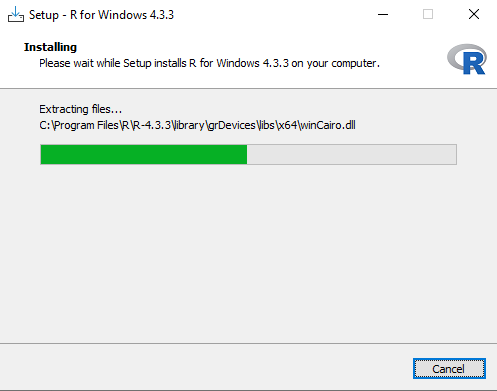 Setup - R for Windows 4.3.3
Installing
Please wait while Setup installs R for Windows 4.3.3 on your computer.
R
Extracting files...
C:\Program Files\R\R-4.3.3\library\grDevices\libs\x64\winCairo.dll
Cancel